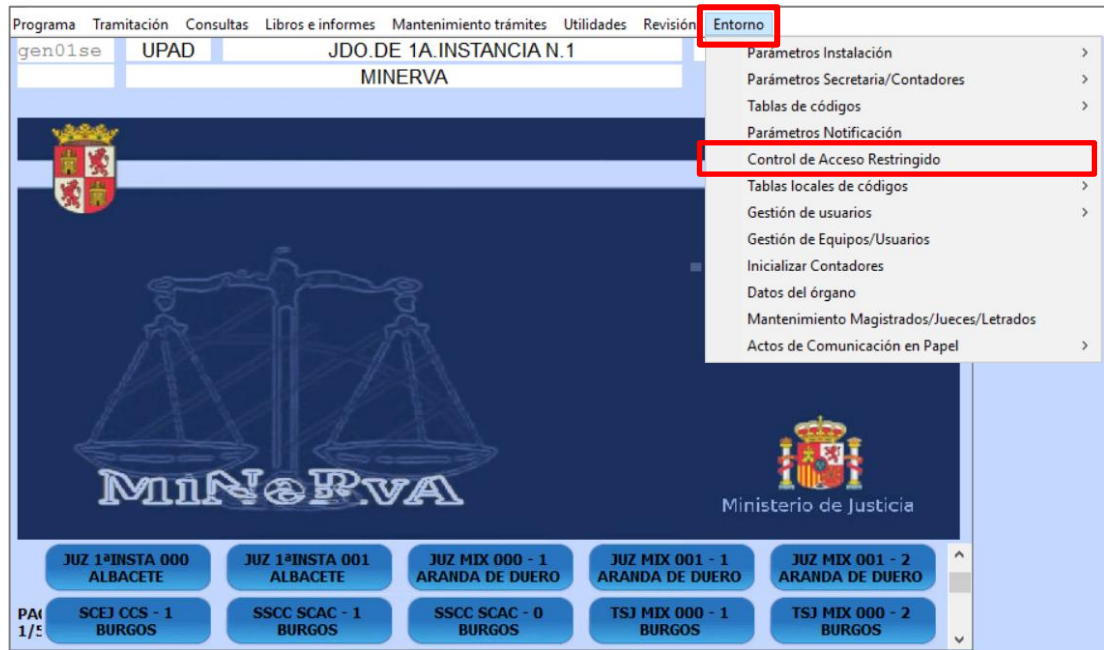 Programa Tramitación Consultas Libros e informes Mantenimiento trámites Utilidades Revisión Entorno
gen01se UPAD JDO.DE 1A.INSTANCIA N.1
MINERVA
Parámetros Instalación
Parámetros Secretaria/Contadores
Tablas de códigos
Parámetros Notificación
Control de Acceso Restringido
Tablas locales de códigos
Gestión de usuarios
Gestión de Equipos/Usuarios
Inicializar Contadores
Datos del órgano
Mantenimiento Magistrados/Jueces/Letrados
Actos de Comunicación en Papel
MiNeRVA
Ministerio de Justicia
JUZ 1ªINSTA 000 JUZ 1ªINSTA 001 JUZ MIX 000 - 1 JUZ MIX 001 - 1 JUZ MIX 001 - 2
ALBACETE ALBACETE ARANDA DE DUERO ARANDA DE DUERO ARANDA DE DUERO
SCEJ CCS - 1 SSCC SCAC - 1 SSCC SCAC - 0 TSJ MIX 000 - 1 TSJ MIX 000 - 2
BURGOS BURGOS BURGOS BURGOS BURGOS